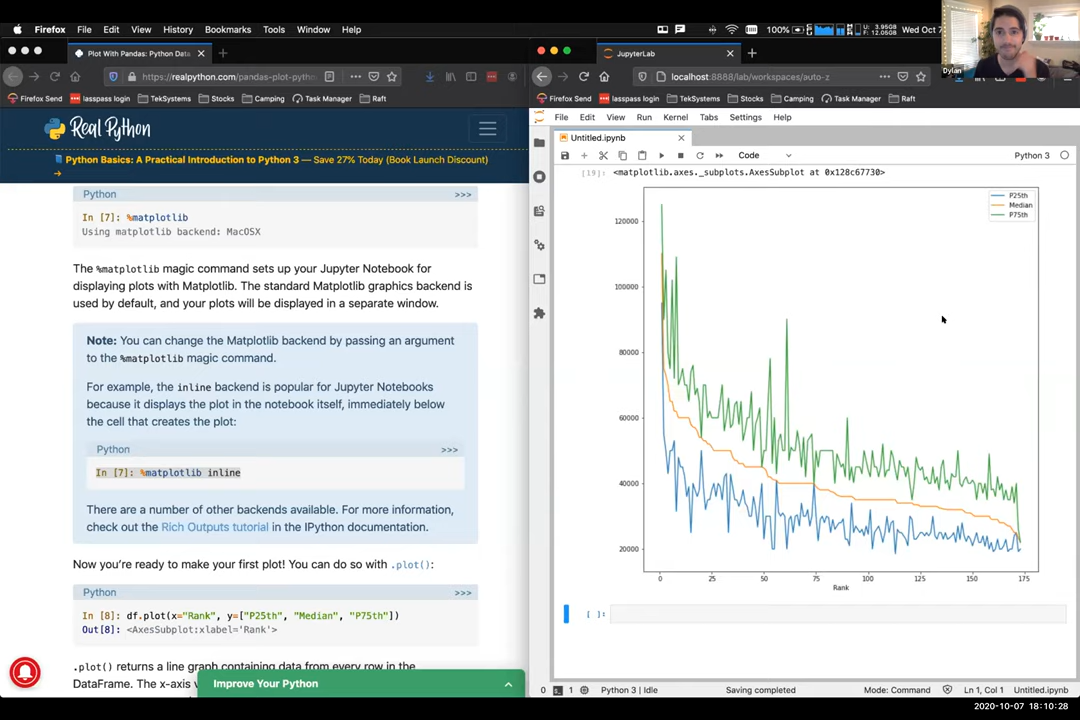 Firefox File Edit View History Bookmarks Tools Window Help
100% Wed Oct 7
Dylan
Plot With Pandas: Python Data
https://realpython.com/pandas-plot-python
Firefox Send lasspass login TekSystems Stocks Camping Task Manager Raft
Real Python
Python Basics: A Practical Introduction to Python 3 — Save 27% Today (Book Launch Discount)
→
Python >>>
In [7]: %matplotlib
Using matplotlib backend: MacOSX
The %matplotlib magic command sets up your Jupyter Notebook for
displaying plots with Matplotlib. The standard Matplotlib graphics backend is
used by default, and your plots will be displayed in a separate window.
Note: You can change the Matplotlib backend by passing an argument
to the %matplotlib magic command.
For example, the inline backend is popular for Jupyter Notebooks
because it displays the plot in the notebook itself, immediately below
the cell that creates the plot:
Python >>>
In [7]: %matplotlib inline
There are a number of other backends available. For more information,
check out the Rich Outputs tutorial in the IPython documentation.
Now you're ready to make your first plot! You can do so with .plot():
Python >>>
In [8]: df.plot(x="Rank", y=["P25th", "Median", "P75th"])
Out[8]: <AxesSubplot:xlabel='Rank'>
.plot() returns a line graph containing data from every row in the
DataFrame. The x-axis
Improve Your Python
JupyterLab
localhost:8888/lab/workspaces/auto-z
Firefox Send lasspass login TekSystems Stocks Camping Task Manager Raft
File Edit View Run Kernel Tabs Settings Help
Untitled.ipynb
Code Python 3
[19]: <matplotlib.axes._subplots.AxesSubplot at 0x128c67730>
P25th
Median
P75th
120000
100000
80000
60000
40000
20000
0 25 50 75 100 125 150 175
Rank
[ ]:
0 1 Python 3 | Idle Saving completed Mode: Command Ln 1, Col 1 Untitled.ipynb
2020-10-07 18:10:28